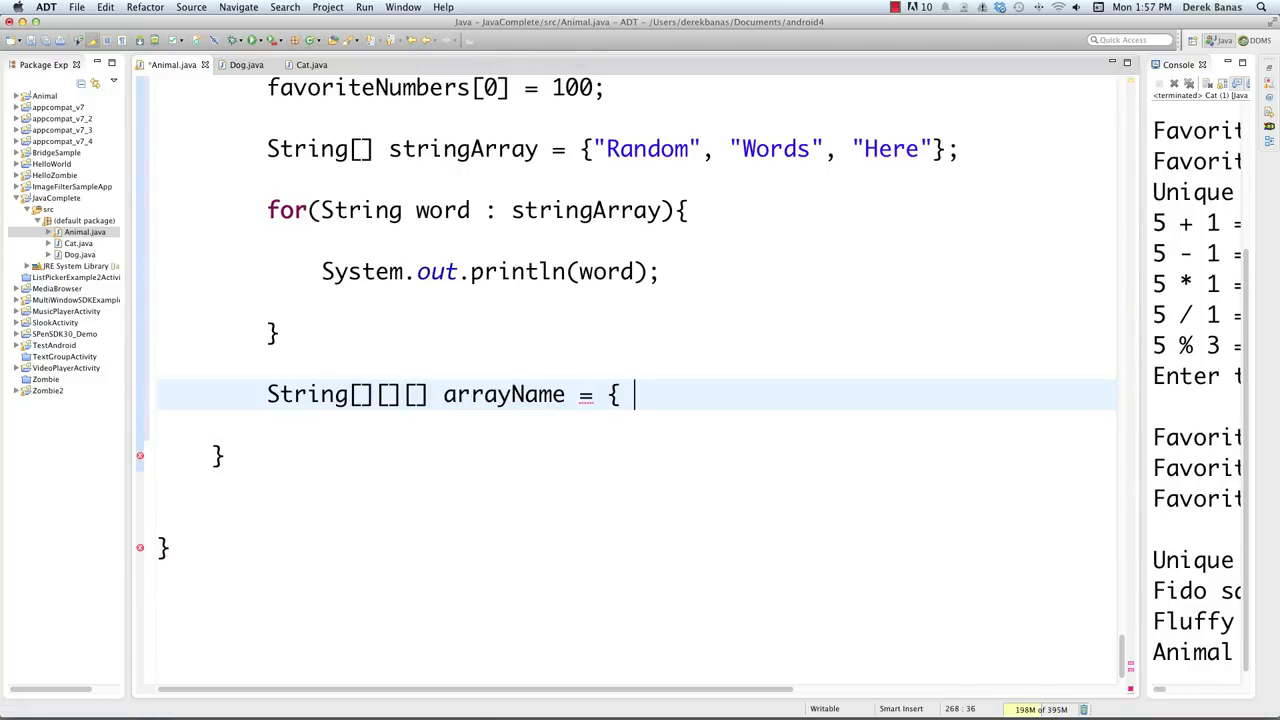 ADT File Edit Refactor Source Navigate Search Project Run Window Help
10 Mon 1:57 PM Derek Banas
Java – JavaComplete/src/Animal.java – ADT – /Users/derekbanas/Documents/android4
Quick Access
Java
DDMS
Package Exp
*Animal.java
Dog.java
Cat.java
Console
<terminated> Cat (1) [Java
Animal
appcompat_v7
appcompat_v7_2
appcompat_v7_3
appcompat_v7_4
BridgeSample
HelloWorld
HelloZombie
ImageFilterSampleApp
JavaComplete
src
(default package)
Animal.java
Cat.java
Dog.java
JRE System Library [Ja
ListPickerExample2Activi
MediaBrowser
MultiWindowSDKExample
MusicPlayerActivity
SlookActivity
SPenSDK30_Demo
TestAndroid
TextGroupActivity
VideoPlayerActivity
Zombie
Zombie2
favoriteNumbers[0] = 100;
String[] stringArray = {"Random", "Words", "Here"};
for(String word : stringArray){
System.out.println(word);
}
String[][][] arrayName = {
}
}
Favorit
Favorit
Unique
5 + 1 =
5 - 1 =
5 * 1 =
5 / 1 =
5 % 3 =
Enter t
Favorit
Favorit
Favorit
Unique
Fido sa
Fluffy
Animal
Writable
Smart Insert
268 : 36
198M of 395M